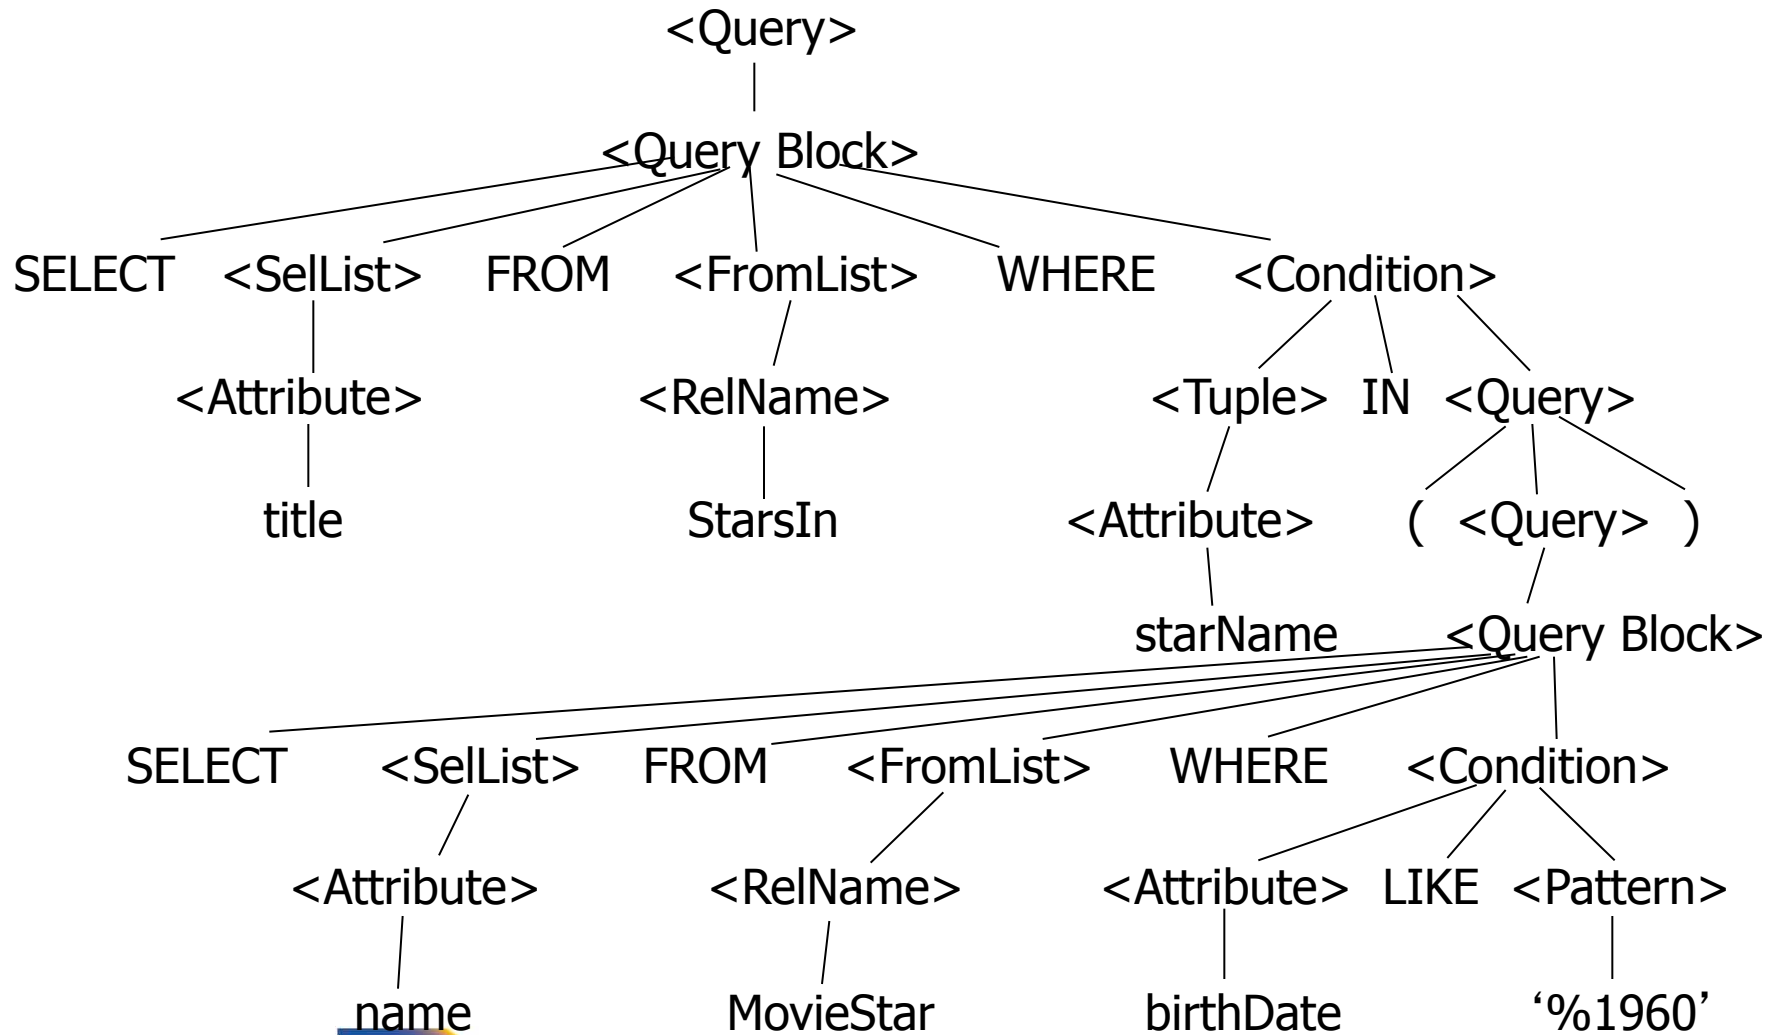 <Query>
<Query Block>
SELECT <SelList> FROM <FromList> WHERE <Condition>
<Attribute> <RelName> <Tuple> IN <Query>
title StarsIn <Attribute> ( <Query> )
starName <Query Block>
SELECT <SelList> FROM <FromList> WHERE <Condition>
<Attribute> <RelName> <Attribute> LIKE <Pattern>
name MovieStar birthDate ‘%1960’